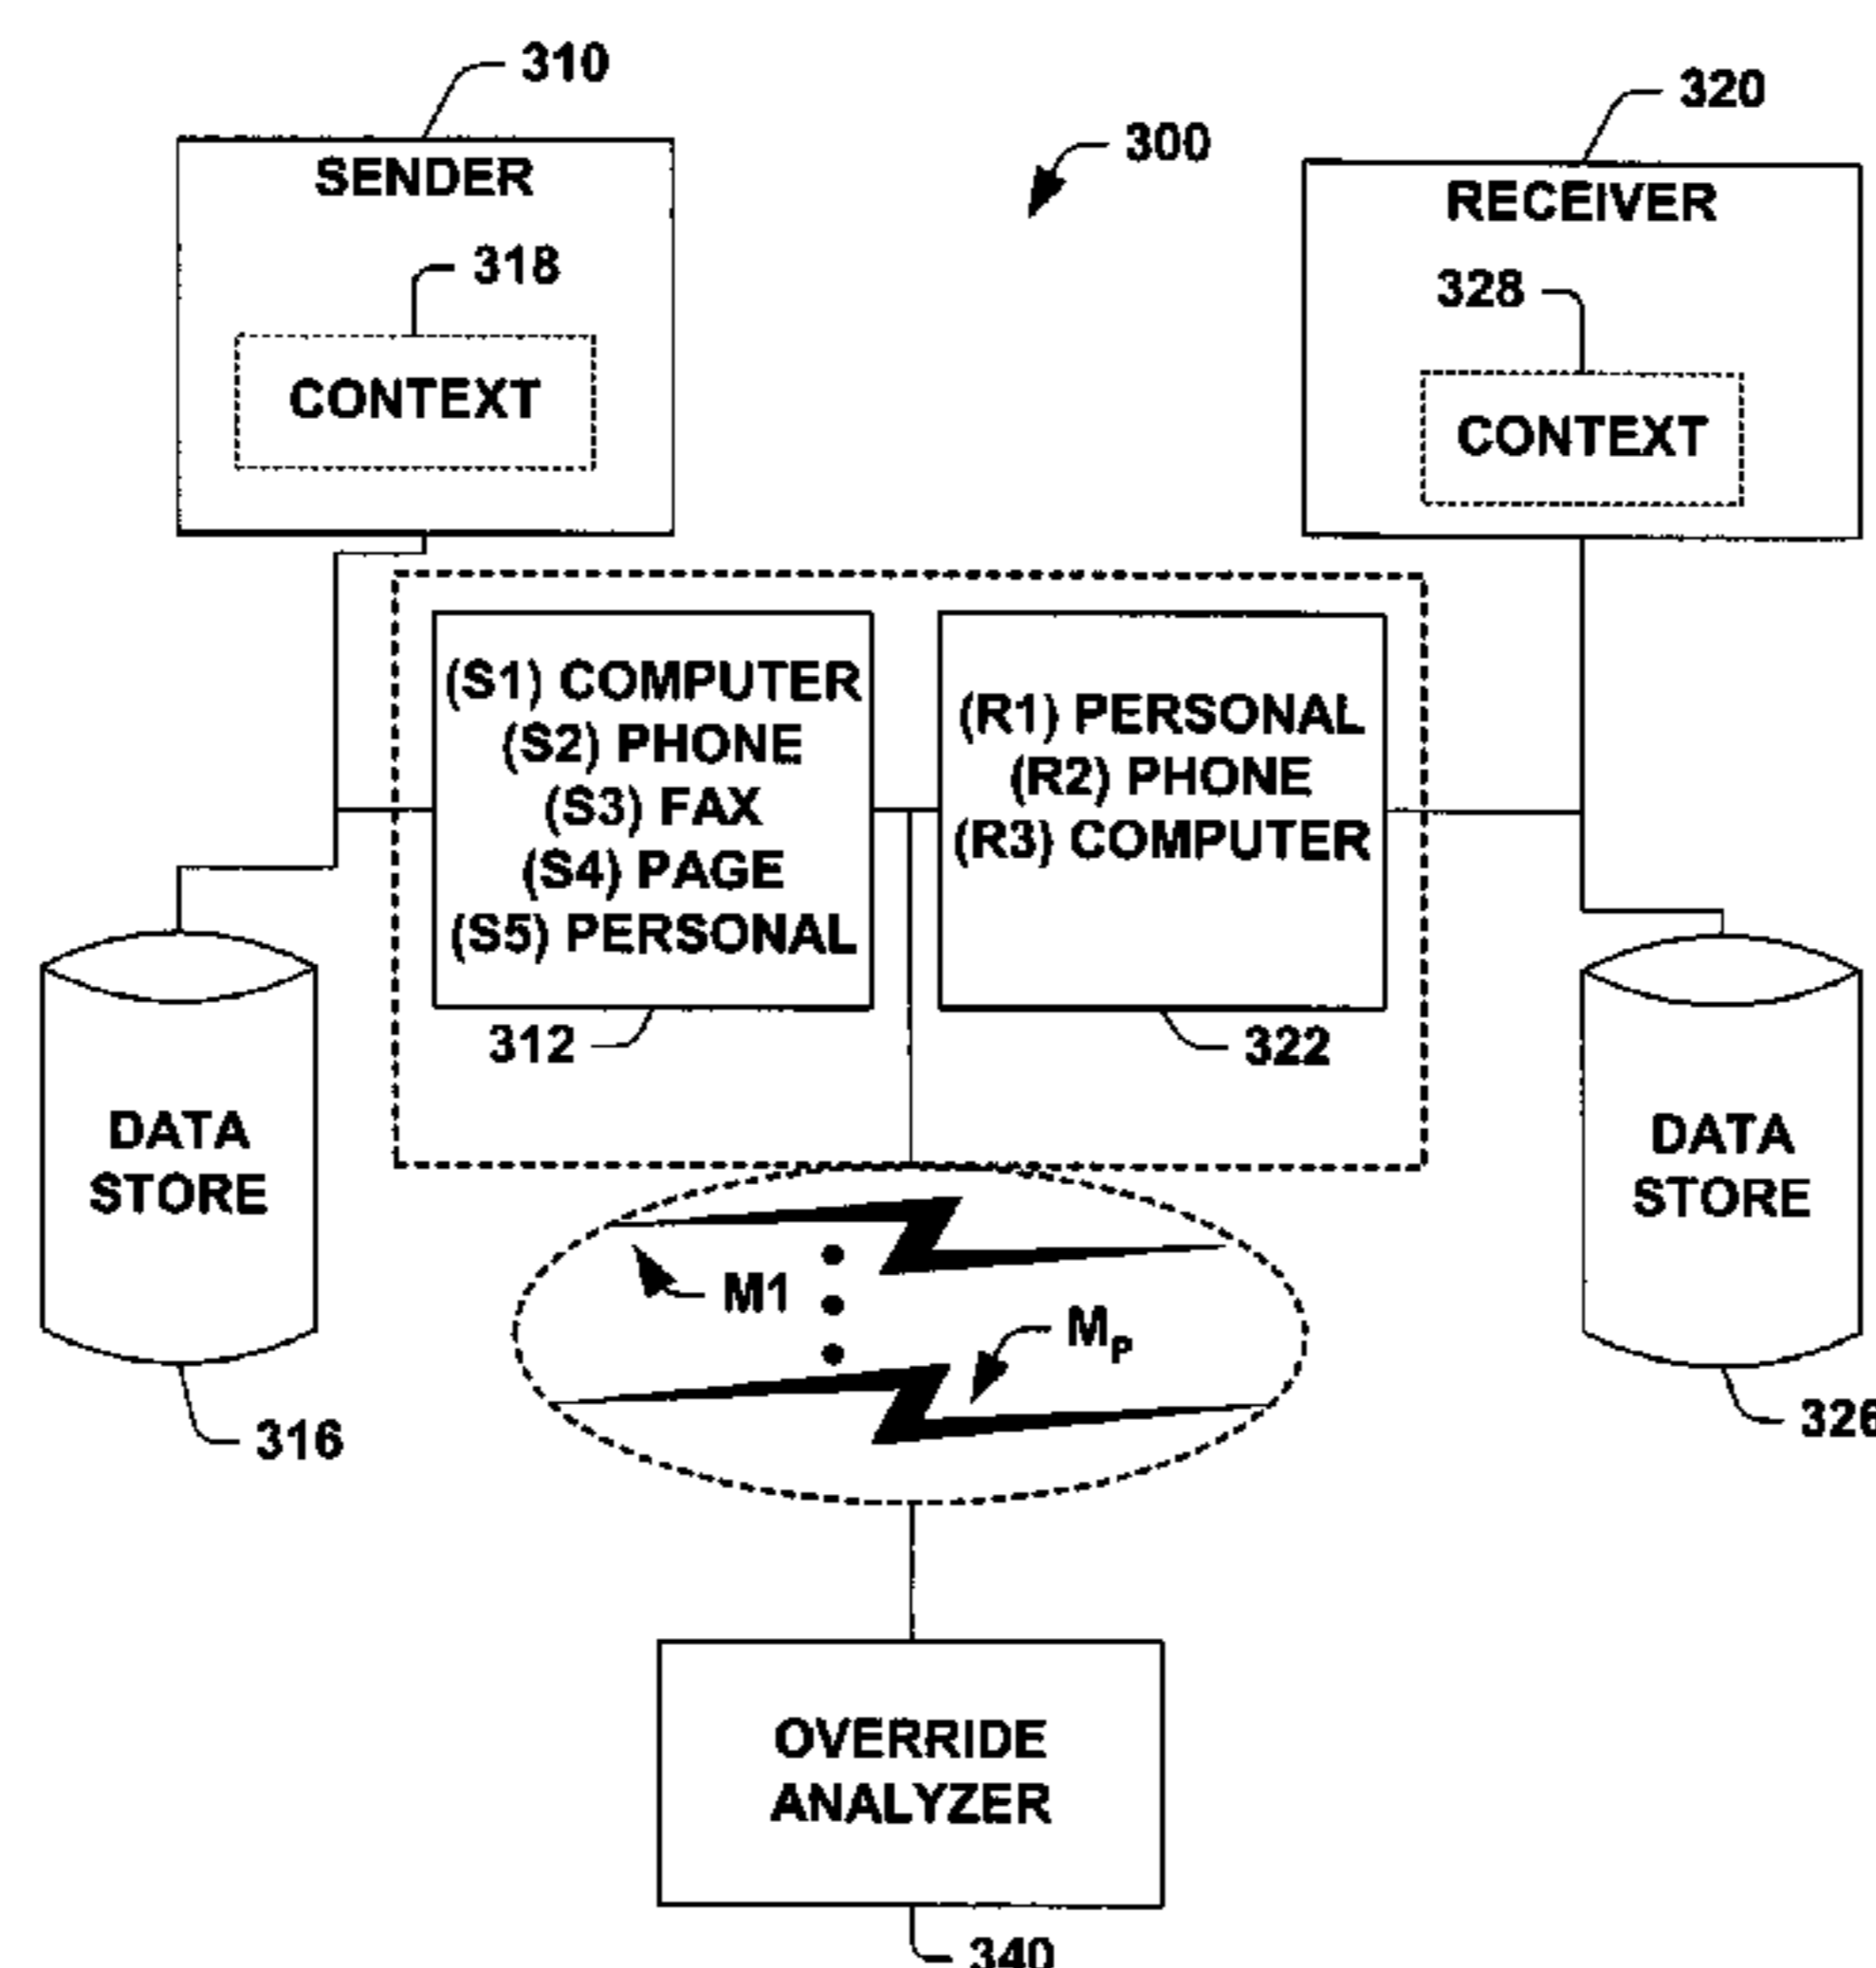 310
320
300
SENDER
RECEIVER
318
328
CONTEXT
CONTEXT
(S1) COMPUTER
(S2) PHONE
(S3) FAX
(S4) PAGE
(S5) PERSONAL
(R1) PERSONAL
(R2) PHONE
(R3) COMPUTER
312
322
DATA
STORE
DATA
STORE
M1
MP
316
326
OVERRIDE
ANALYZER
340